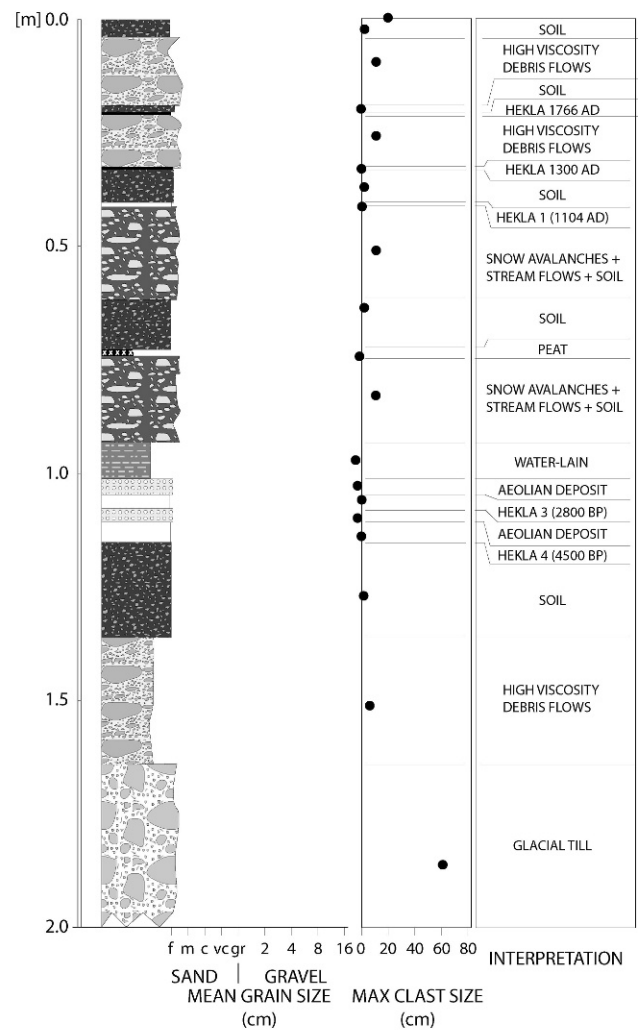 [m] 0.0
SOIL
HIGH VISCOSITY
DEBRIS FLOWS
SOIL
HEKLA 1766 AD
HIGH VISCOSITY
DEBRIS FLOWS
HEKLA 1300 AD
SOIL
HEKLA 1 (1104 AD)
0.5
SNOW AVALANCHES +
STREAM FLOWS + SOIL
SOIL
PEAT
SNOW AVALANCHES +
STREAM FLOWS + SOIL
1.0
WATER-LAIN
AEOLIAN DEPOSIT
HEKLA 3 (2800 BP)
AEOLIAN DEPOSIT
HEKLA 4 (4500 BP)
SOIL
1.5
HIGH VISCOSITY
DEBRIS FLOWS
GLACIAL TILL
2.0
f m c vc gr 2 4 8 16 0 20 40 60 80
SAND GRAVEL
MEAN GRAIN SIZE
(cm)
MAX CLAST SIZE
(cm)
INTERPRETATION